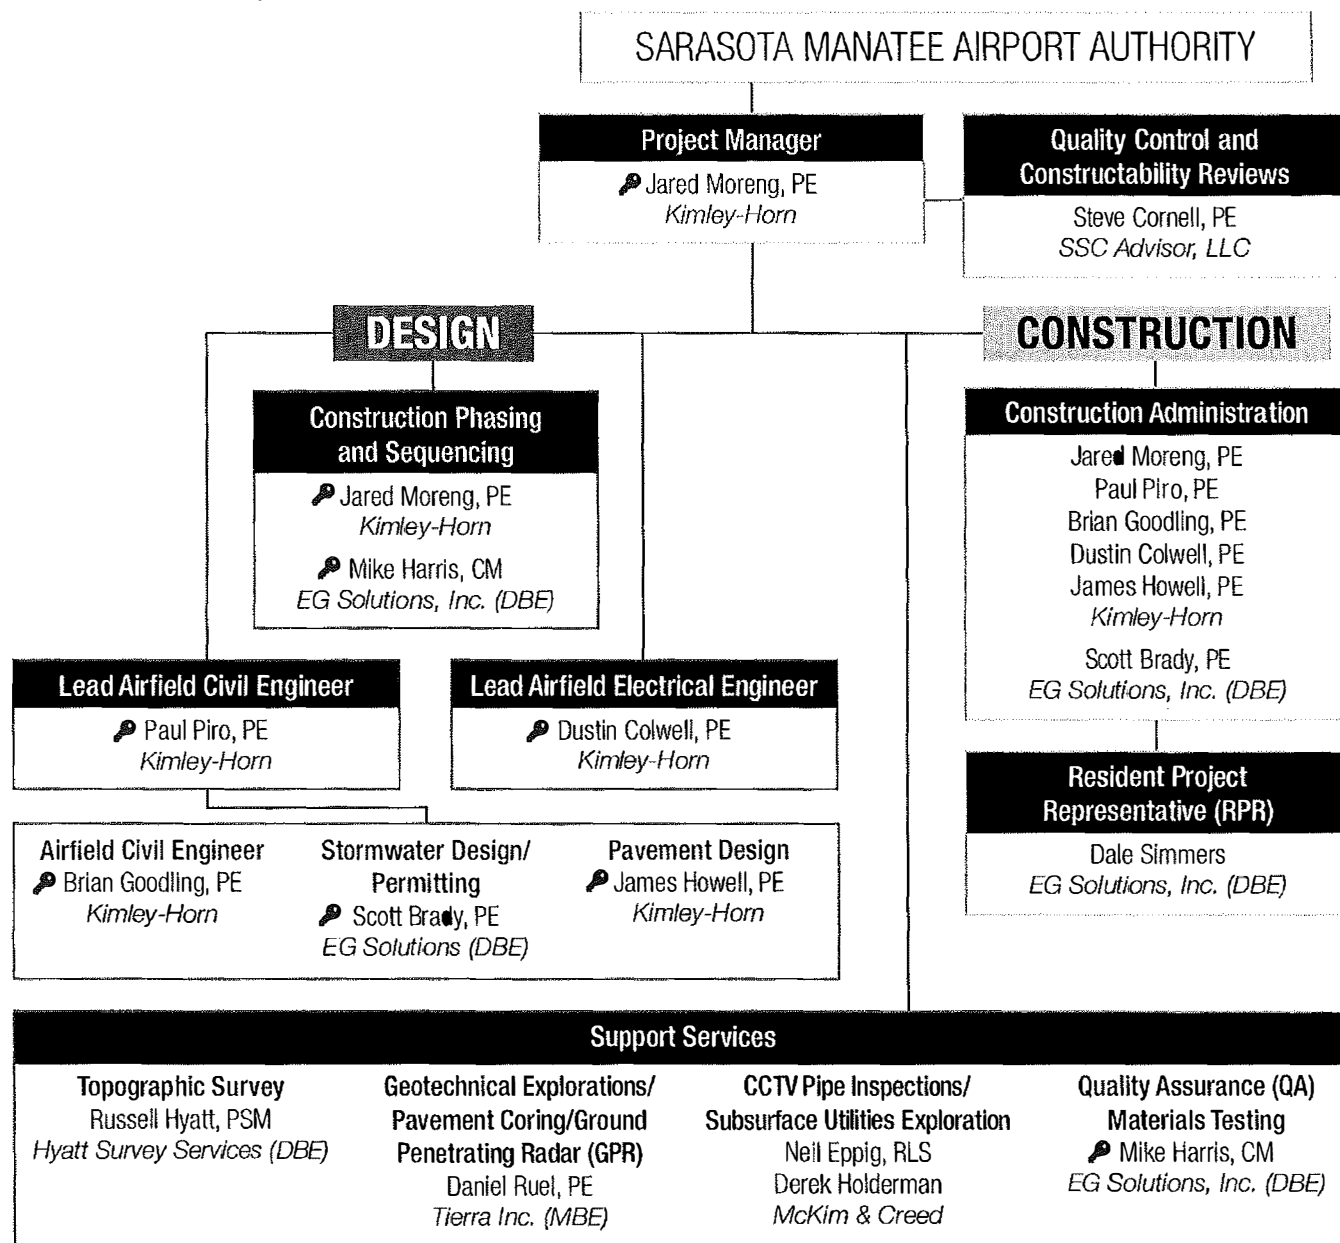 SARASOTA MANATEE AIRPORT AUTHORITY
Project Manager
Jared Moreng, PE
Kimley-Horn
Quality Control and
Constructability Reviews
Steve Cornell, PE
SSC Advisor, LLC
DESIGN
CONSTRUCTION
Construction Phasing
and Sequencing
Jared Moreng, PE
Kimley-Horn
Mike Harris, CM
EG Solutions, Inc. (DBE)
Construction Administration
Jared Moreng, PE
Paul Piro, PE
Brian Goodling, PE
Dustin Colwell, PE
James Howell, PE
Kimley-Horn
Scott Brady, PE
EG Solutions, Inc. (DBE)
Lead Airfield Civil Engineer
Paul Piro, PE
Kimley-Horn
Lead Airfield Electrical Engineer
Dustin Colwell, PE
Kimley-Horn
Resident Project
Representative (RPR)
Dale Simmers
EG Solutions, Inc. (DBE)
Airfield Civil Engineer
Brian Goodling, PE
Kimley-Horn
Stormwater Design/
Permitting
Scott Brady, PE
EG Solutions (DBE)
Pavement Design
James Howell, PE
Kimley-Horn
Support Services
Topographic Survey
Russell Hyatt, PSM
Hyatt Survey Services (DBE)
Geotechnical Explorations/
Pavement Coring/Ground
Penetrating Radar (GPR)
Daniel Ruel, PE
Tierra Inc. (MBE)
CCTV Pipe Inspections/
Subsurface Utilities Exploration
Neil Eppig, RLS
Derek Holderman
McKim & Creed
Quality Assurance (QA)
Materials Testing
Mike Harris, CM
EG Solutions, Inc. (DBE)